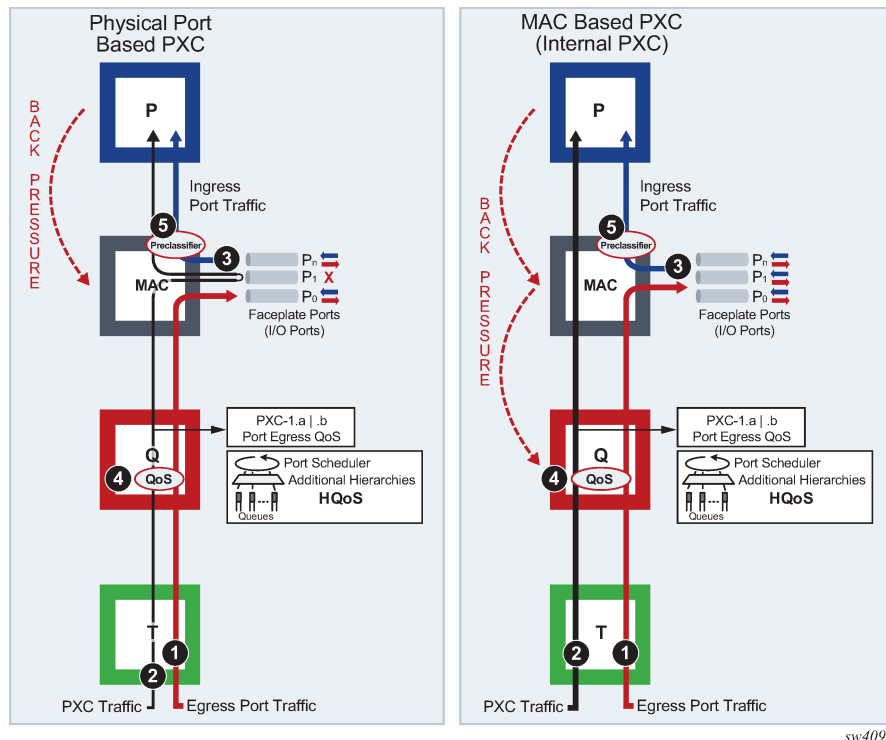 Physical Port
Based PXC
P
BACK PRESSURE
Ingress
Port Traffic
5
Preclassifier
3
Pn
MAC
P1 X
P0
Faceplate Ports
(I/O Ports)
PXC-1.a | .b
Port Egress QoS
Q
4
QoS
Port Scheduler
Additional Hierarchies
HQoS
Queues
T
1
2
PXC Traffic
Egress Port Traffic
MAC Based PXC
(Internal PXC)
P
BACK PRESSURE
Ingress
Port Traffic
5
Preclassifier
3
Pn
MAC
P1
P0
Faceplate Ports
(I/O Ports)
PXC-1.a | .b
Port Egress QoS
Q
4
QoS
Port Scheduler
Additional Hierarchies
HQoS
Queues
T
2
1
PXC Traffic
Egress Port Traffic
sw409